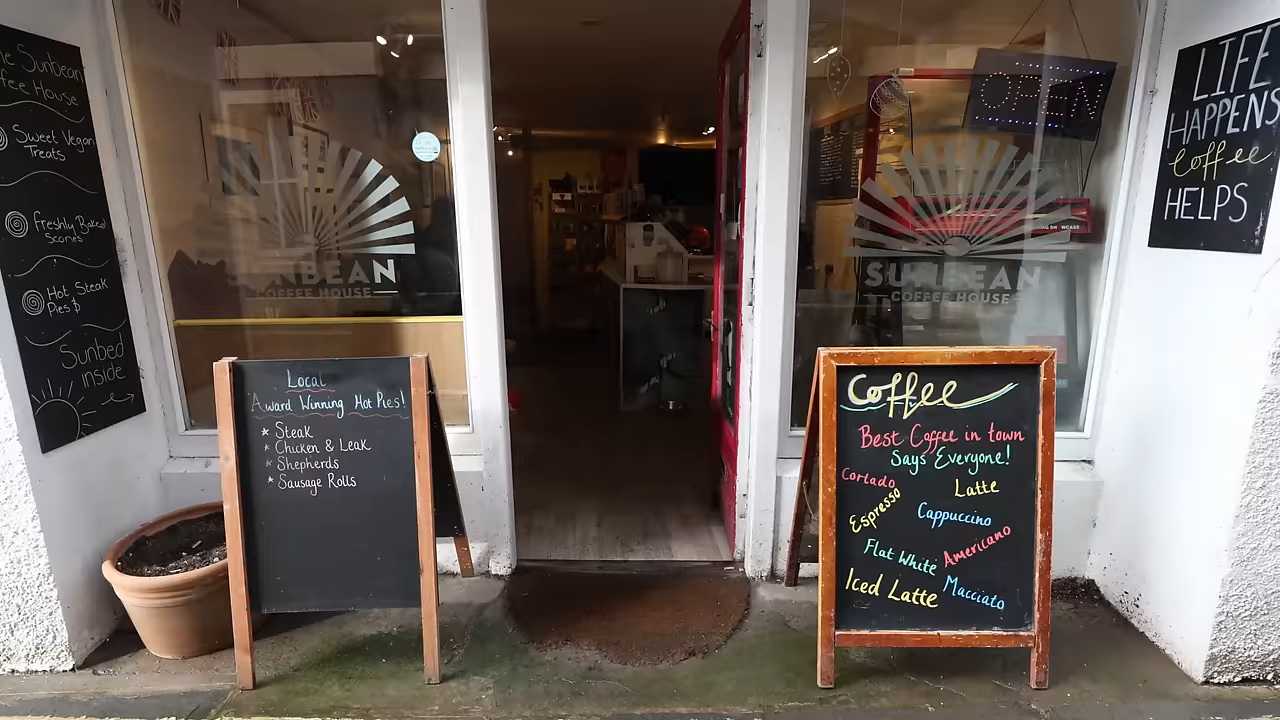 The Sunbean
Coffee House
Sweet Vegan
Treats
Freshly Baked
Scones
Hot Steak
Pies
Sunbed
inside
SUNBEAN
COFFEE HOUSE
Local
Award Winning Hot Pies!
* Steak
* Chicken & Leak
* Shepherds
* Sausage Rolls
OPEN
SUNBEAN
COFFEE HOUSE
Coffee
Best Coffee in town
Says Everyone!
Cortado
Latte
Espresso
Cappuccino
Flat White
Americano
Iced Latte
Macciato
LIFE
HAPPENS
Coffee
HELPS